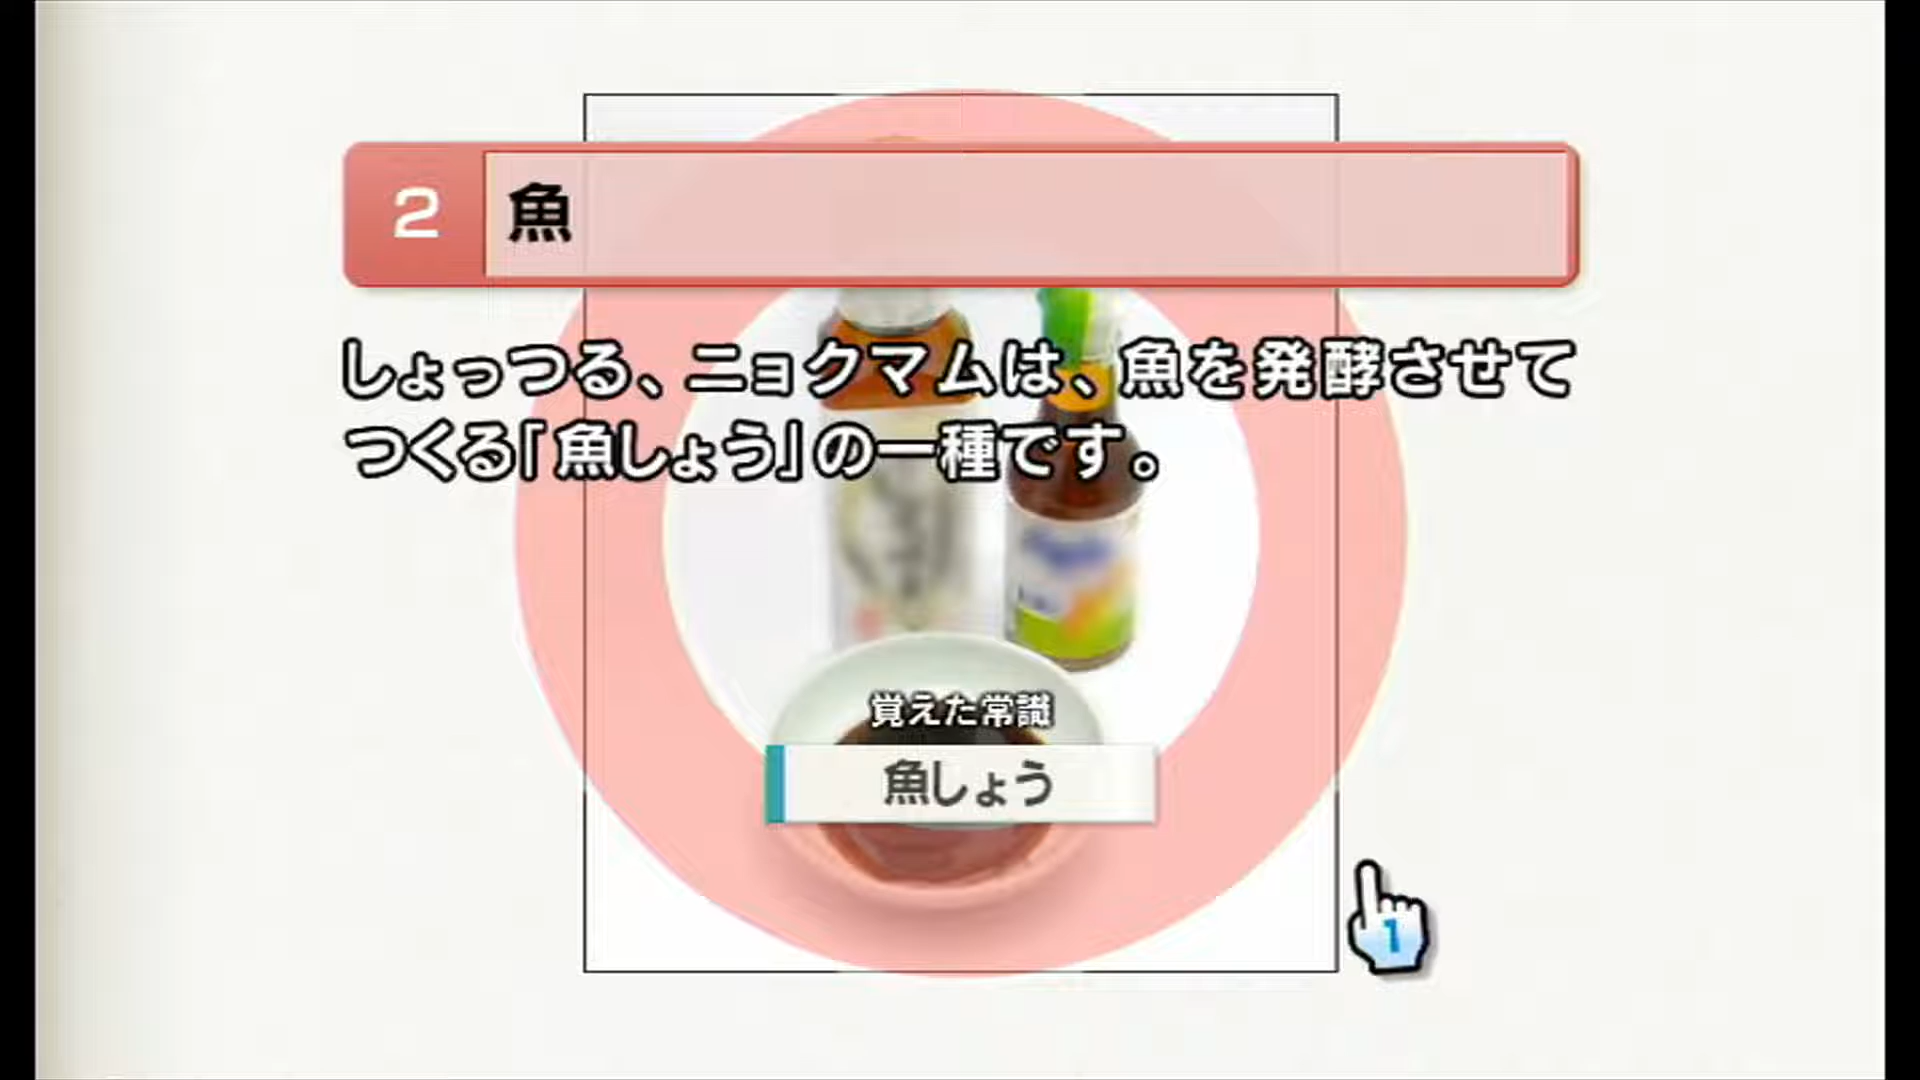 2 魚
しょっつる、ニョクマムは、魚を発酵させて
つくる「魚しょう」の一種です。
覚えた常識
魚しょう
1